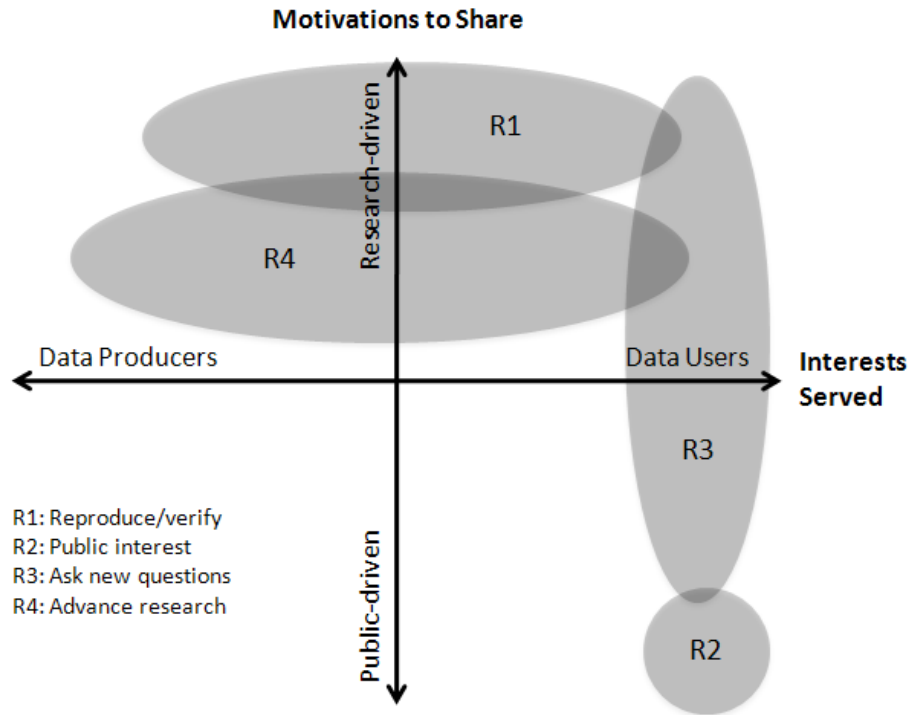 Motivations to Share
Research-driven
R1
R4
Data Producers
Data Users
Interests
Served
R3
R1: Reproduce/verify
R2: Public interest
R3: Ask new questions
R4: Advance research
Public-driven
R2